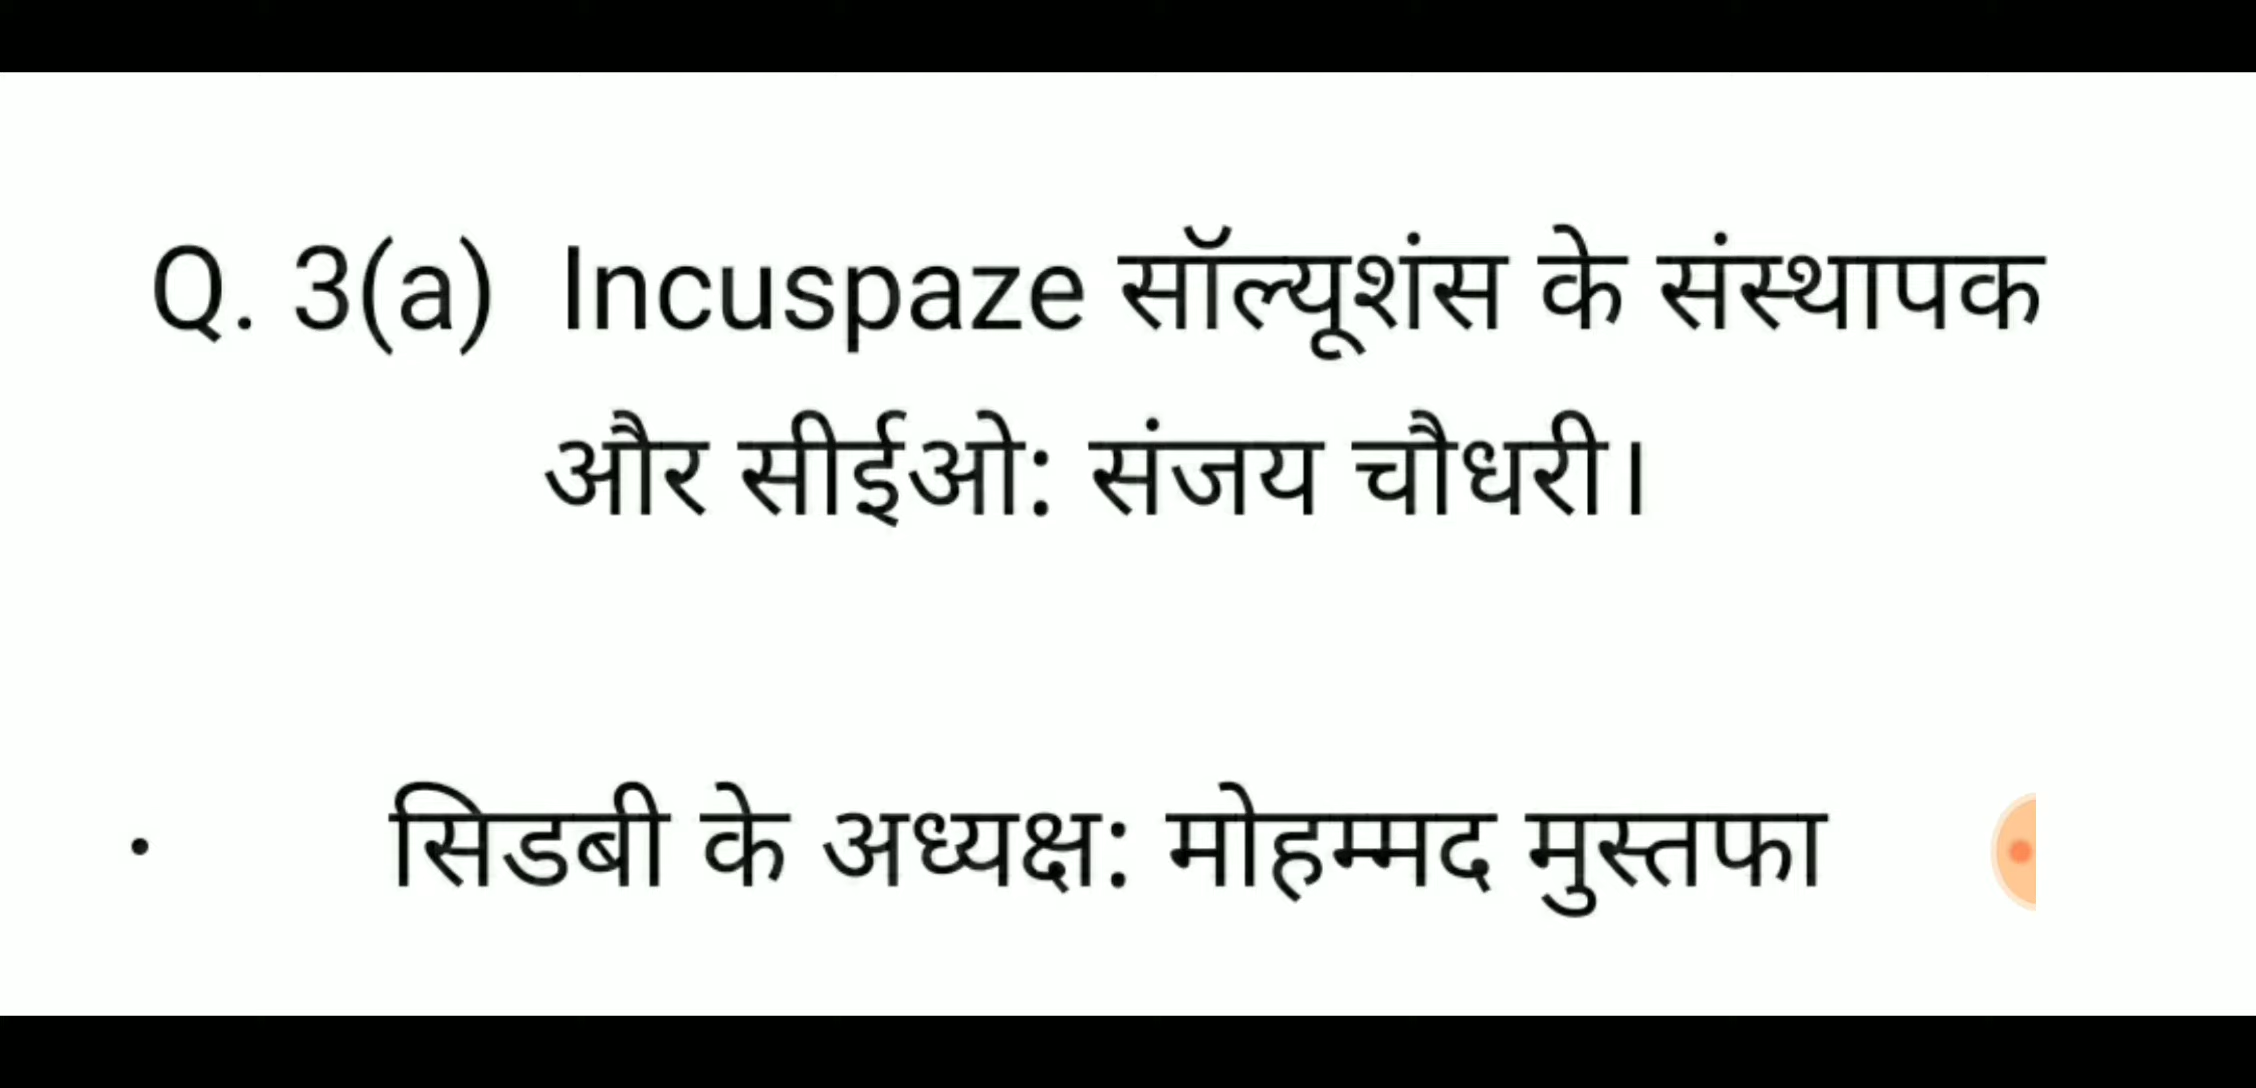 Q. 3(a) Incuspaze सॉल्यूशंस के संस्थापक
और सीईओ: संजय चौधरी।
• सिडबी के अध्यक्ष: मोहम्मद मुस्तफा